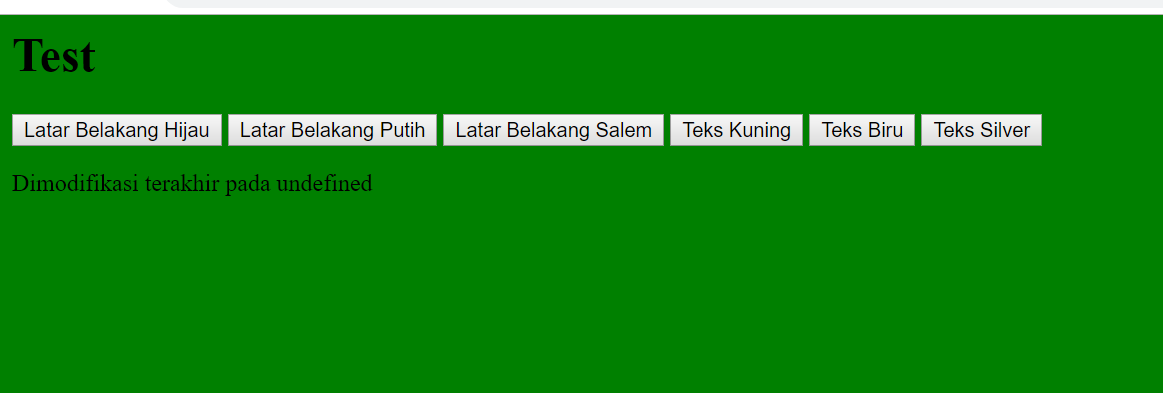 Test
Latar Belakang Hijau Latar Belakang Putih Latar Belakang Salem Teks Kuning Teks Biru Teks Silver
Dimodifikasi terakhir pada undefined